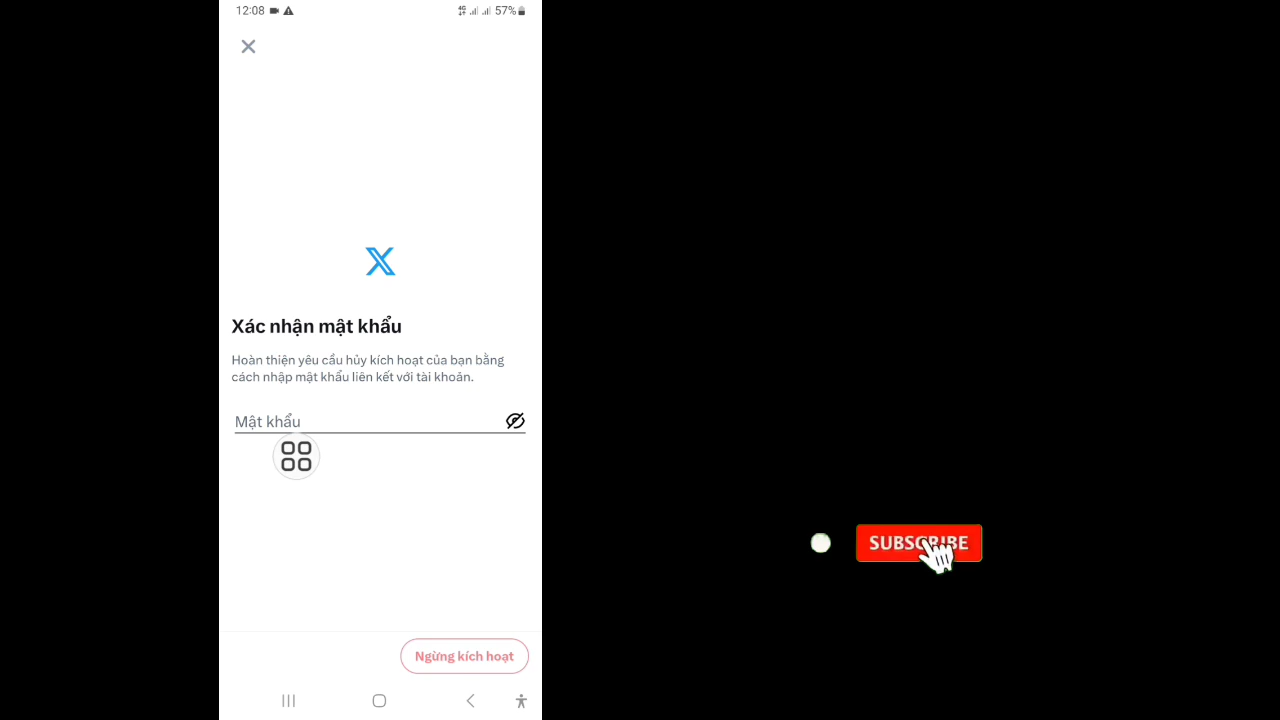 12:08
4G 57%
Xác nhận mật khẩu
Hoàn thiện yêu cầu hủy kích hoạt của bạn bằng
cách nhập mật khẩu liên kết với tài khoản.
Mật khẩu
SUBSCRIBE
Ngừng kích hoạt